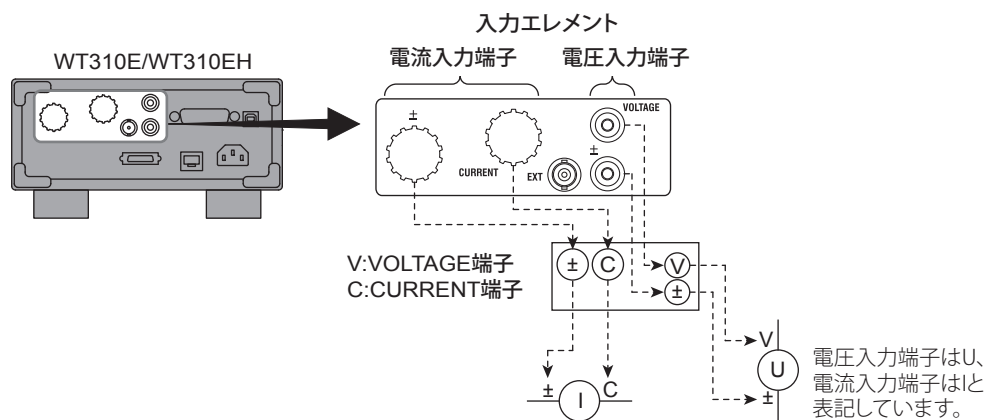 入力エレメント
WT310E/WT310EH
電流入力端子
電圧入力端子
±
VOLTAGE
±
CURRENT
EXT
V:VOLTAGE端子
C:CURRENT端子
±
C
V
±
V
U
±
±
I
C
電圧入力端子はU、
電流入力端子はIと
表記しています。